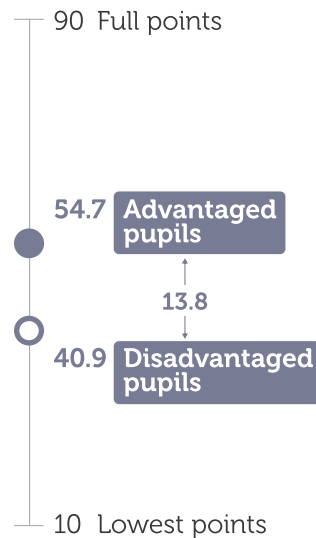 90 Full points
54.7 Advantaged
pupils
13.8
40.9 Disadvantaged
pupils
10 Lowest points